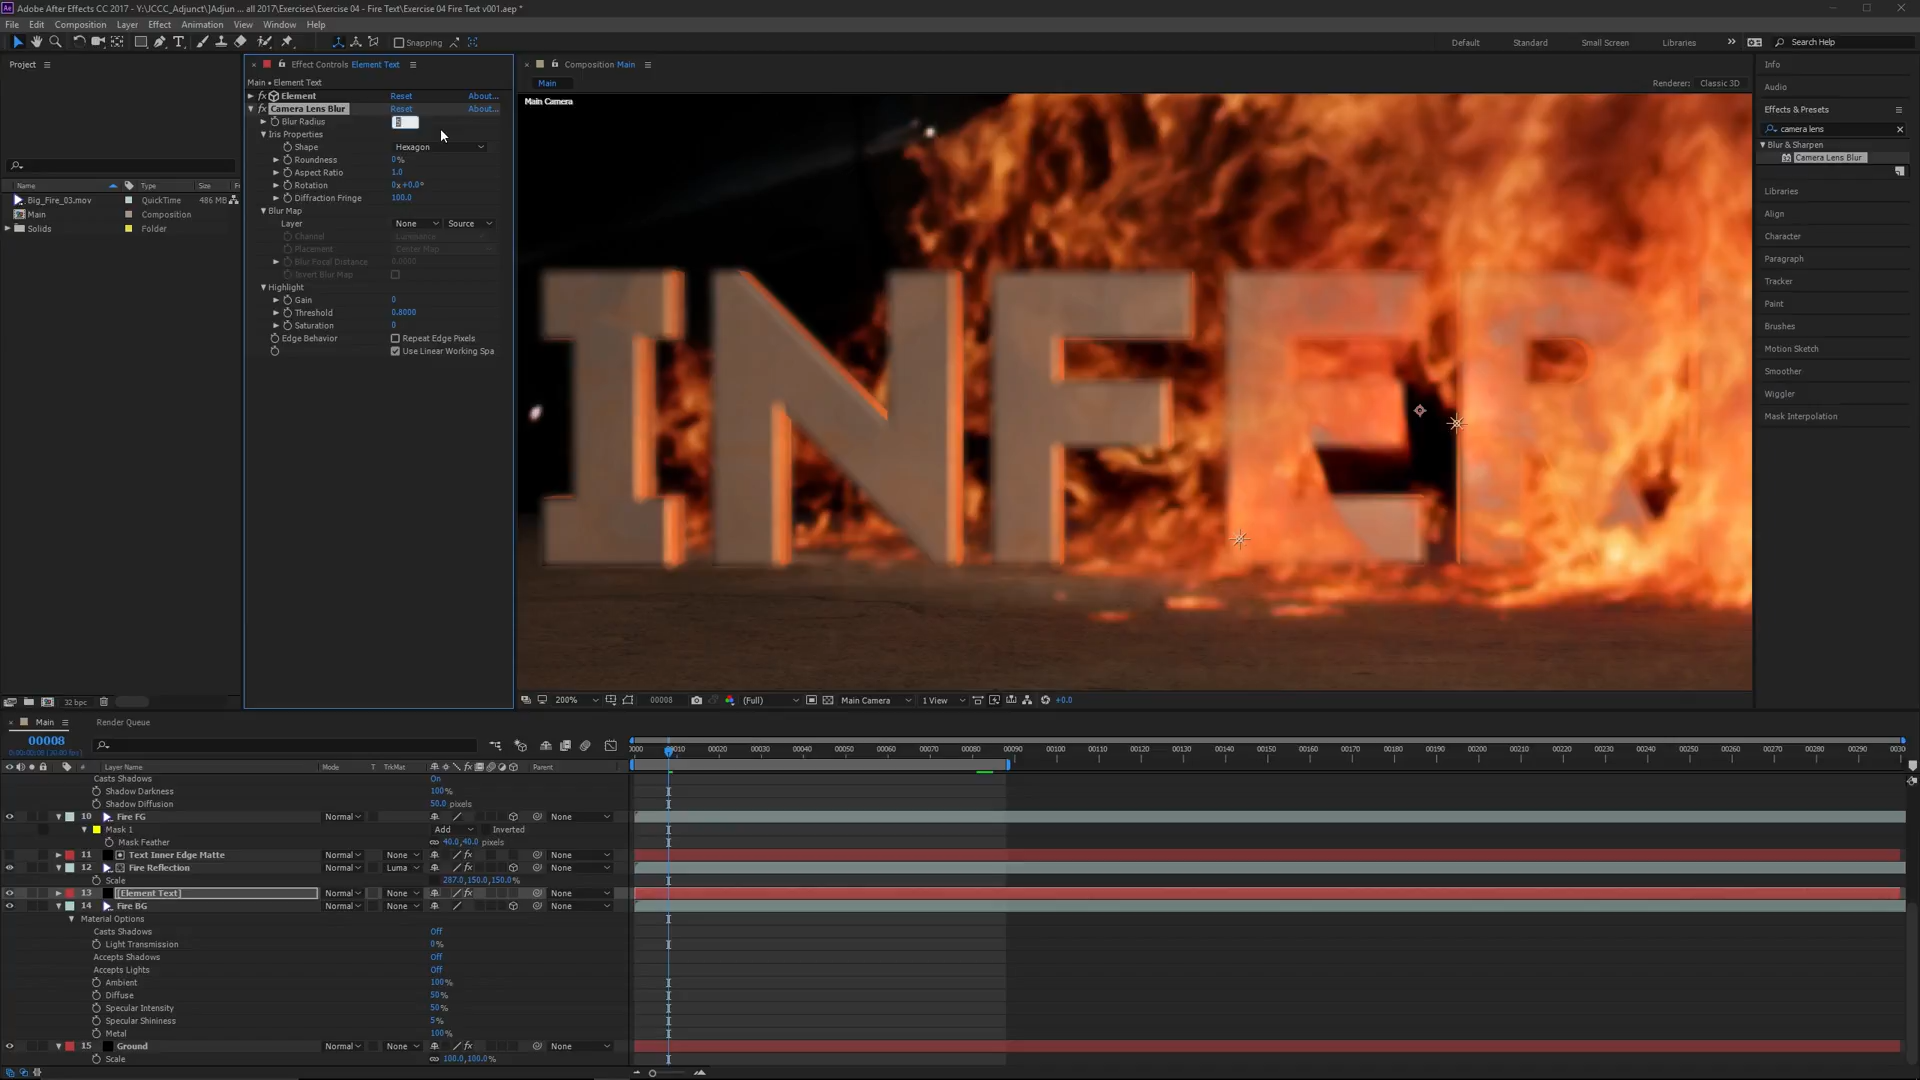 Adobe After Effects CC 2017 - Y:\JCCC_Adjunct\]Adjun ... all 2017\Exercises\Exercise 04 - Fire Text\Exercise 04 Fire Text v001.aep *
File Edit Composition Layer Effect Animation View Window Help
Snapping Default Standard Small Screen Libraries Search Help
Project
Effect Controls Element Text
Composition Main
Info
Main • Element Text
Main
Renderer: Classic 3D
Audio
fx Element Reset About...
Main Camera
fx Camera Lens Blur Reset About...
Effects & Presets
Blur Radius
camera lens
Iris Properties
Blur & Sharpen
Shape Hexagon
Camera Lens Blur
Roundness 0%
Aspect Ratio 1.0
Rotation 0x+0.0°
Diffraction Fringe 100.0
Blur Map
Layer None Source
Channel Luminance
Placement Center Map
Blur Focal Distance 0.0000
Invert Blur Map
Highlight
Gain 0
Threshold 0.8000
Saturation 0
Edge Behavior Repeat Edge Pixels
Use Linear Working Spa
Name Type Size F
Big_Fire_03.mov QuickTime 486 MB
Main Composition
Solids Folder
INFER
Libraries
Align
Character
Paragraph
Tracker
Paint
Brushes
Motion Sketch
Smoother
Wiggler
Mask Interpolation
32 bpc
200% 00008 (Full) Main Camera 1 View +0.0
Main Render Queue
00008
00010 00020 00030 00040 00050 00060 00070 00080 00090 00100 00110 00120 00130 00140 00150 00160 00170 00180 00190 00200 00210 00220 00230 00240 00250 00260 00270 00280 00290
# Layer Name Mode T TrkMat Parent
Casts Shadows On
Shadow Darkness 100%
Shadow Diffusion 50.0 pixels
10 Fire FG Normal None
Mask 1 Add Inverted
Mask Feather 40.0,40.0 pixels
11 Text Inner Edge Matte Normal None None
12 Fire Reflection Normal Luma None
Scale 287.0,150.0,150.0%
13 [Element Text] Normal None None
14 Fire BG Normal None None
Material Options
Casts Shadows Off
Light Transmission 0%
Accepts Shadows Off
Accepts Lights Off
Ambient 100%
Diffuse 50%
Specular Intensity 50%
Specular Shininess 5%
Metal 100%
15 Ground Normal None None
Scale 100.0,100.0%